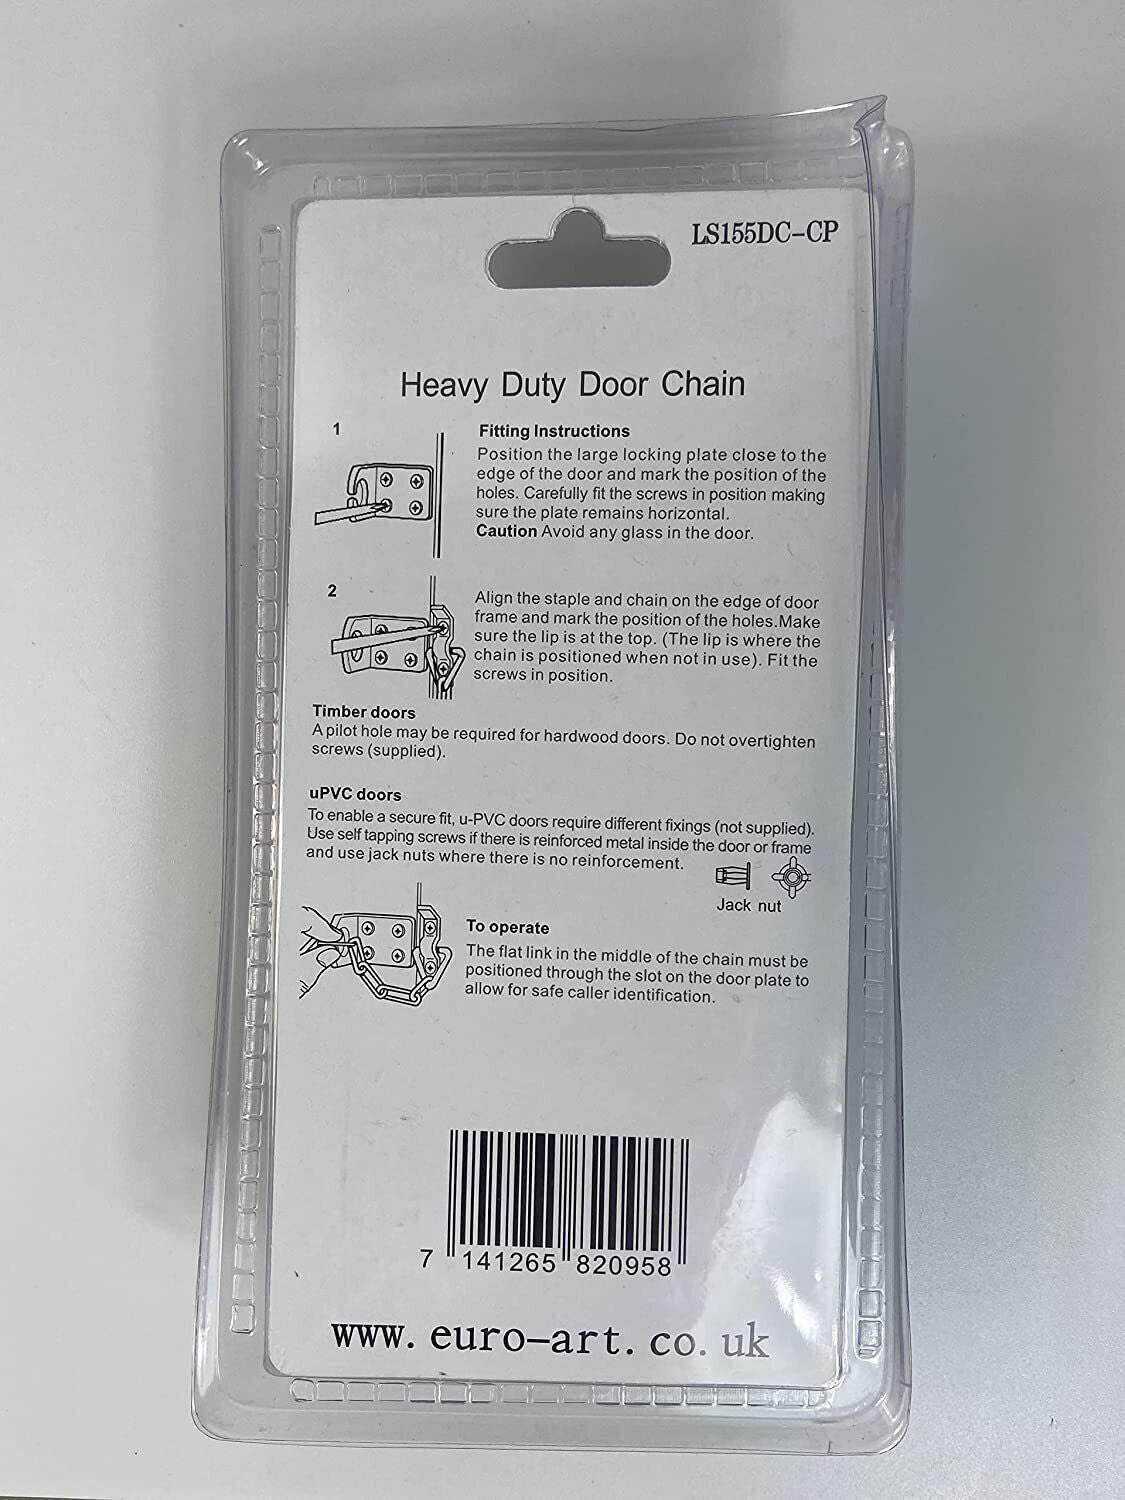 LS155DC-CP
Heavy Duty Door Chain
1
Fitting Instructions
Position the large locking plate close to the
edge of the door and mark the position of the
holes. Carefully fit the screws in position making
sure the plate remains horizontal.
Caution Avoid any glass in the door.
2
Align the staple and chain on the edge of door
frame and mark the position of the holes.Make
sure the lip is at the top. (The lip is where the
chain is positioned when not in use). Fit the
screws in position.
Timber doors
A pilot hole may be required for hardwood doors. Do not overtighten
screws (supplied).
uPVC doors
To enable a secure fit, u-PVC doors require different fixings (not supplied).
Use self tapping screws if there is reinforced metal inside the door or frame
and use jack nuts where there is no reinforcement.
Jack nut
To operate
The flat link in the middle of the chain must be
positioned through the slot on the door plate to
allow for safe caller identification.
7 141265 820958
www.euro-art.co.uk